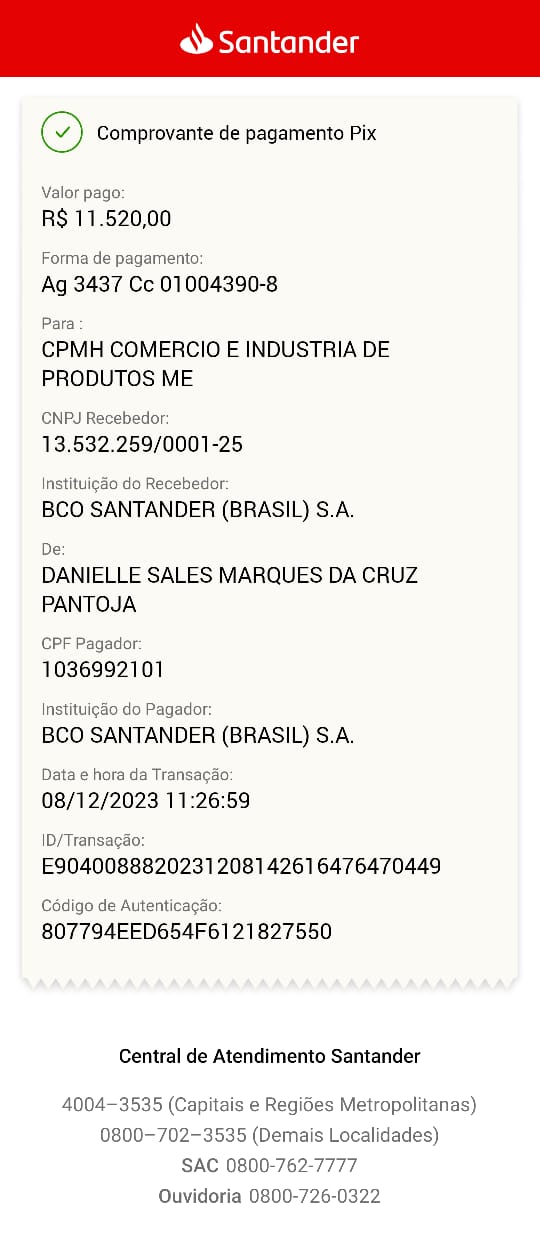 Santander
Comprovante de pagamento Pix
Valor pago:
R$ 11.520,00
Forma de pagamento:
Ag 3437 Cc 01004390-8
Para :
CPMH COMERCIO E INDUSTRIA DE
PRODUTOS ME
CNPJ Recebedor:
13.532.259/0001-25
Instituição do Recebedor:
BCO SANTANDER (BRASIL) S.A.
De:
DANIELLE SALES MARQUES DA CRUZ
PANTOJA
CPF Pagador:
1036992101
Instituição do Pagador:
BCO SANTANDER (BRASIL) S.A.
Data e hora da Transação:
08/12/2023 11:26:59
ID/Transação:
E9040088820231208142616476470449
Código de Autenticação:
807794EED654F6121827550
Central de Atendimento Santander
4004–3535 (Capitais e Regiões Metropolitanas)
0800–702–3535 (Demais Localidades)
SAC 0800-762-7777
Ouvidoria 0800-726-0322